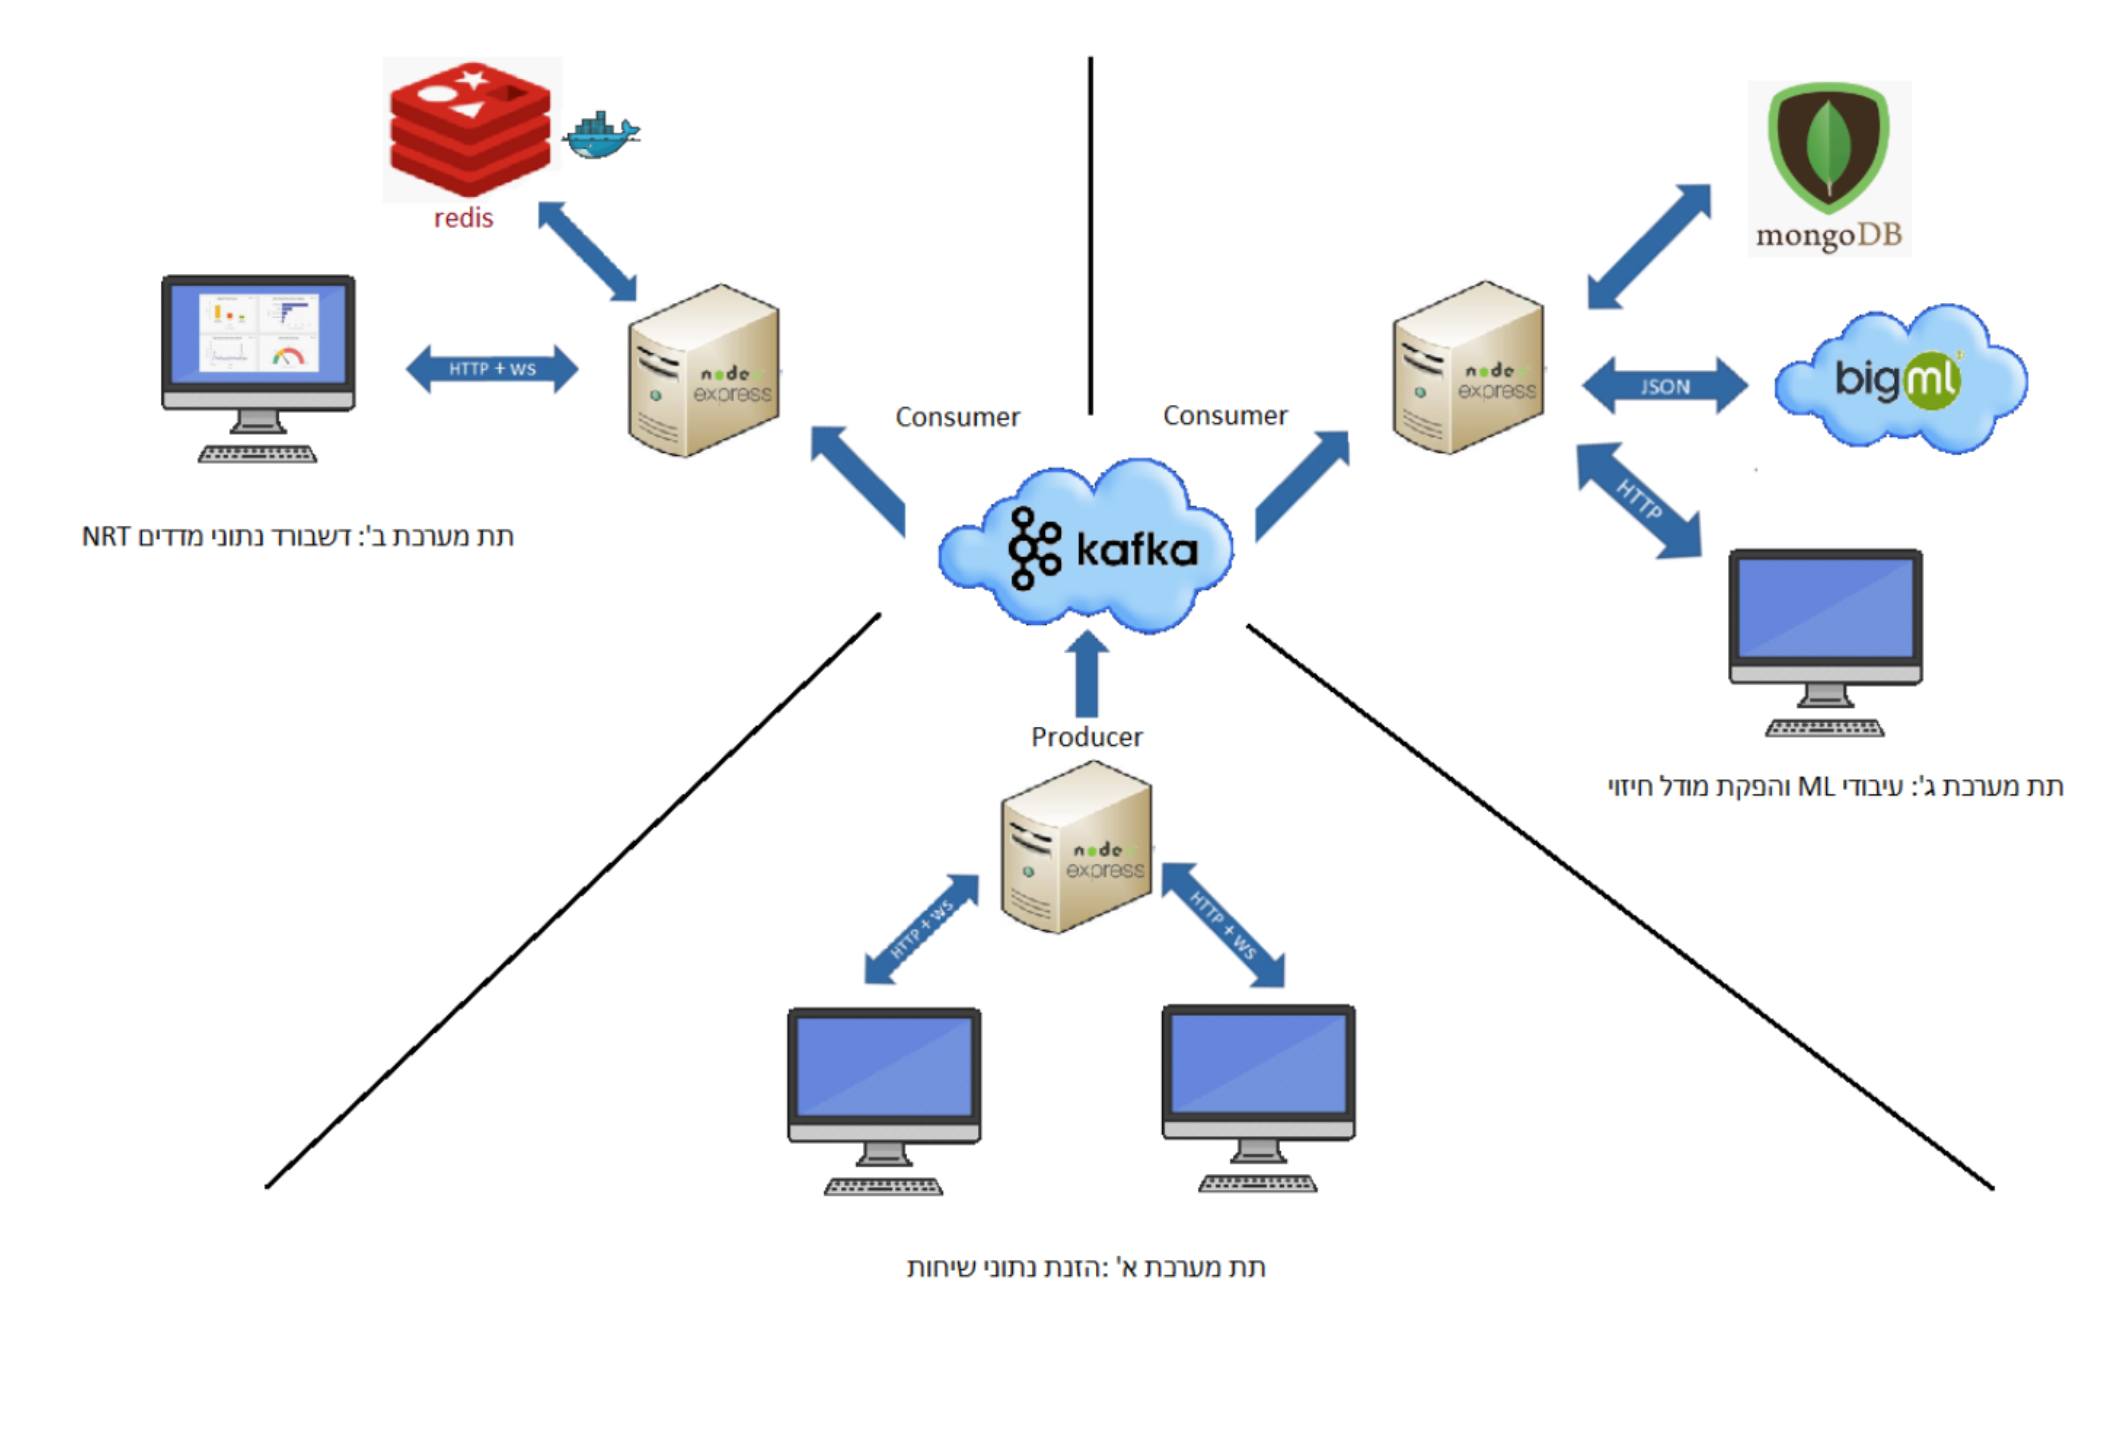 redis
mongoDB
HTTP + WS
node
express
node
express
bigml
JSON
Consumer
Consumer
HTTP
תת מערכת ב': דשבורד נתוני מדדים NRT
kafka
Producer
תת מערכת ג': עיבודי ML והפקת מודל חיזוי
node
express
HTTP + WS
HTTP + WS
תת מערכת א' :הזנת נתוני שיחות